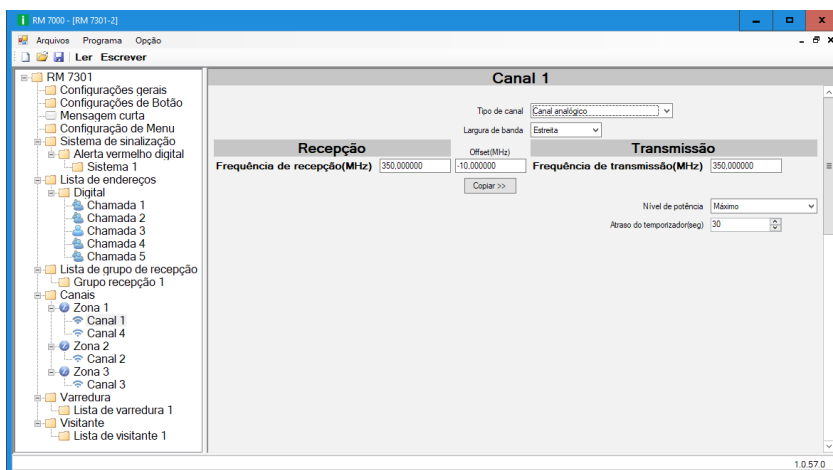 RM 7000 - [RM 7301-2]
Arquivos Programa Opção
Ler Escrever
RM 7301
Configurações gerais
Configurações de Botão
Mensagem curta
Configuração de Menu
Sistema de sinalização
Alerta vermelho digital
Sistema 1
Lista de endereços
Digital
Chamada 1
Chamada 2
Chamada 3
Chamada 4
Chamada 5
Lista de grupo de recepção
Grupo recepção 1
Canais
Zona 1
Canal 1
Canal 4
Zona 2
Canal 2
Zona 3
Canal 3
Varredura
Lista de varredura 1
Visitante
Lista de visitante 1
Canal 1
Tipo de canal Canal analógico
Largura de banda Estreita
Recepção Offset(MHz) Transmissão
Frequência de recepção(MHz) 350,000000 -10.000000 Frequência de transmissão(MHz) 350,000000
Copiar >>
Nível de potência Máximo
Atraso do temporizador(seg) 30
1.0.57.0